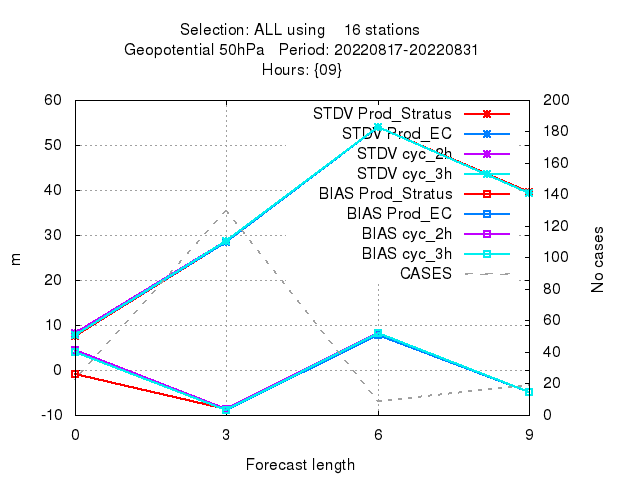 Selection: ALL using 16 stations
Geopotential 50hPa Period: 20220817-20220831
Hours: {09}
60
50
40
30
20
10
0
-10
m
200
180
160
140
120
100
80
60
40
20
0
No cases
STDV Prod_Stratus
STDV Prod_EC
STDV cyc_2h
STDV cyc_3h
BIAS Prod_Stratus
BIAS Prod_EC
BIAS cyc_2h
BIAS cyc_3h
CASES
0 3 6 9
Forecast length